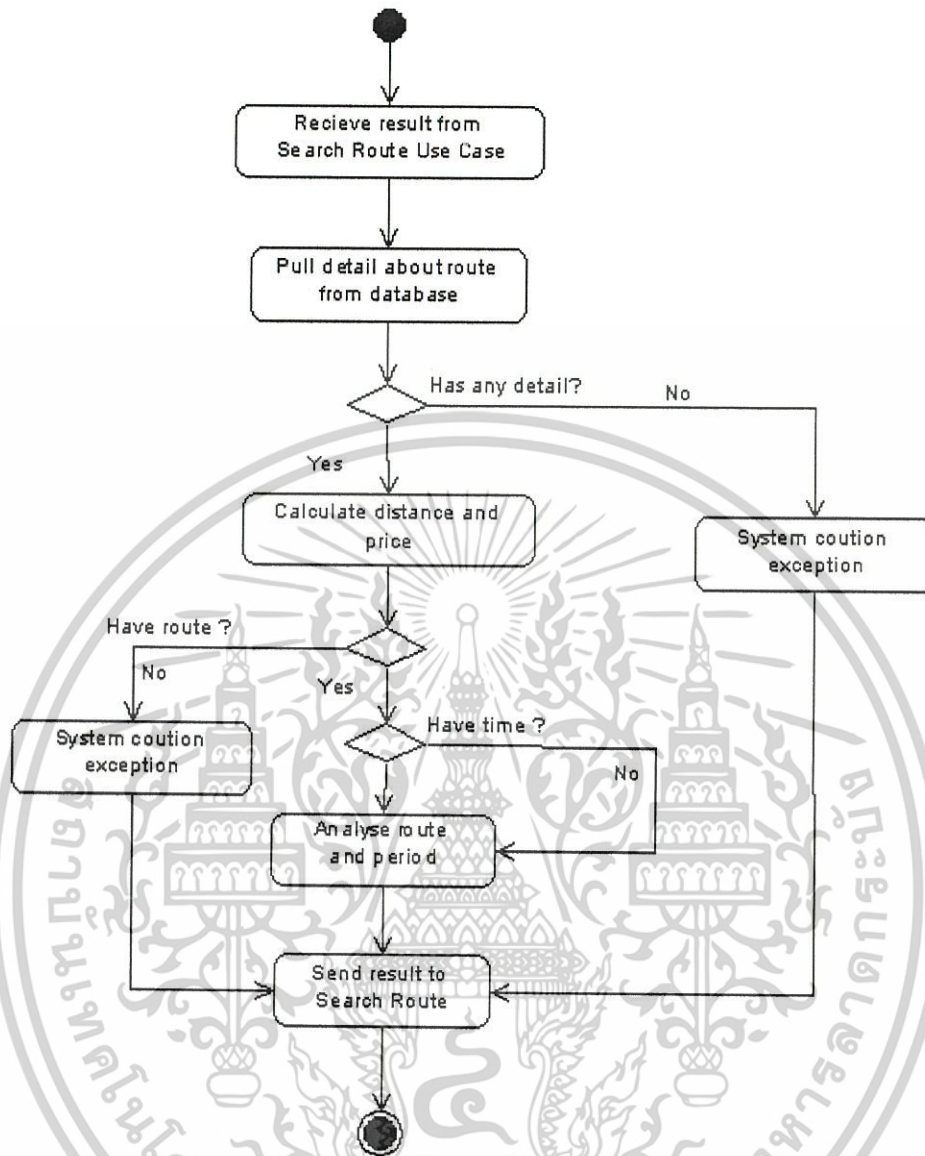 Recieve result from
Search Route Use Case
Pull detail about route
from database
Has any detail?
No
Yes
Calculate distance and
price
System coution
exception
Have route ?
No
Yes
Have time ?
No
System coution
exception
Analyse route
and period
Send result to
Search Route